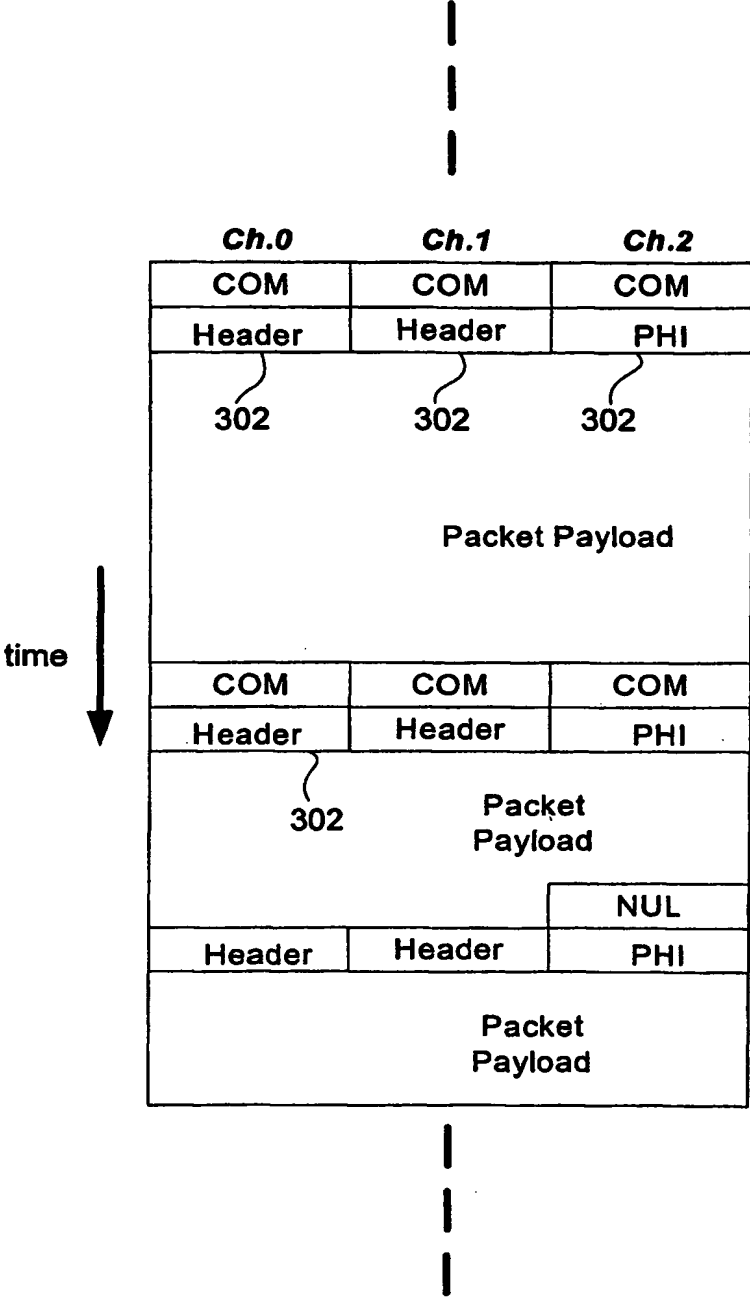 Ch.0 Ch.1 Ch.2
COM COM COM
Header Header PHI
302 302 302
Packet Payload
time
COM COM COM
Header Header PHI
302
Packet
Payload
NUL
Header Header PHI
Packet
Payload